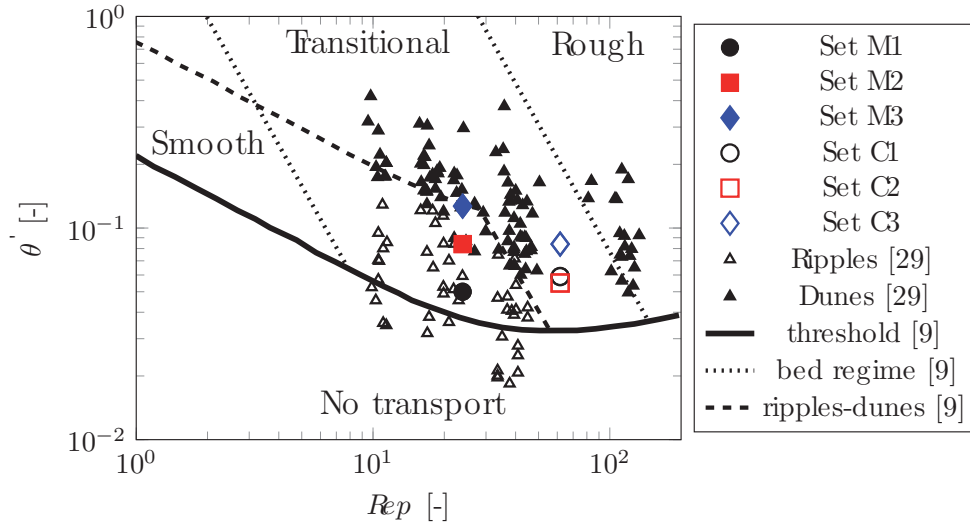 10^0
10^-1
10^-2
θ' [-]
Transitional
Rough
Smooth
No transport
10^0
10^1
10^2
Rep [-]
Set M1
Set M2
Set M3
Set C1
Set C2
Set C3
Ripples [29]
Dunes [29]
threshold [9]
bed regime [9]
ripples-dunes [9]